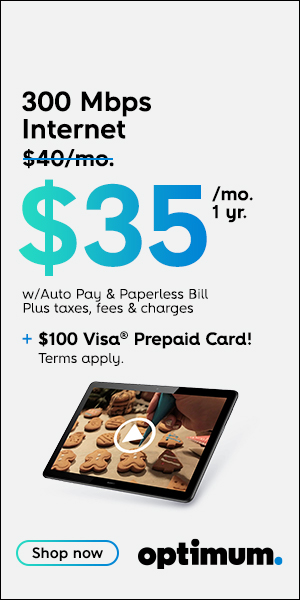 300 Mbps
Internet
$40/mo.
$35
/mo.
1 yr.
w/Auto Pay & Paperless Bill
Plus taxes, fees & charges
+ $100 Visa® Prepaid Card!
Terms apply.
Shop now
optimum.